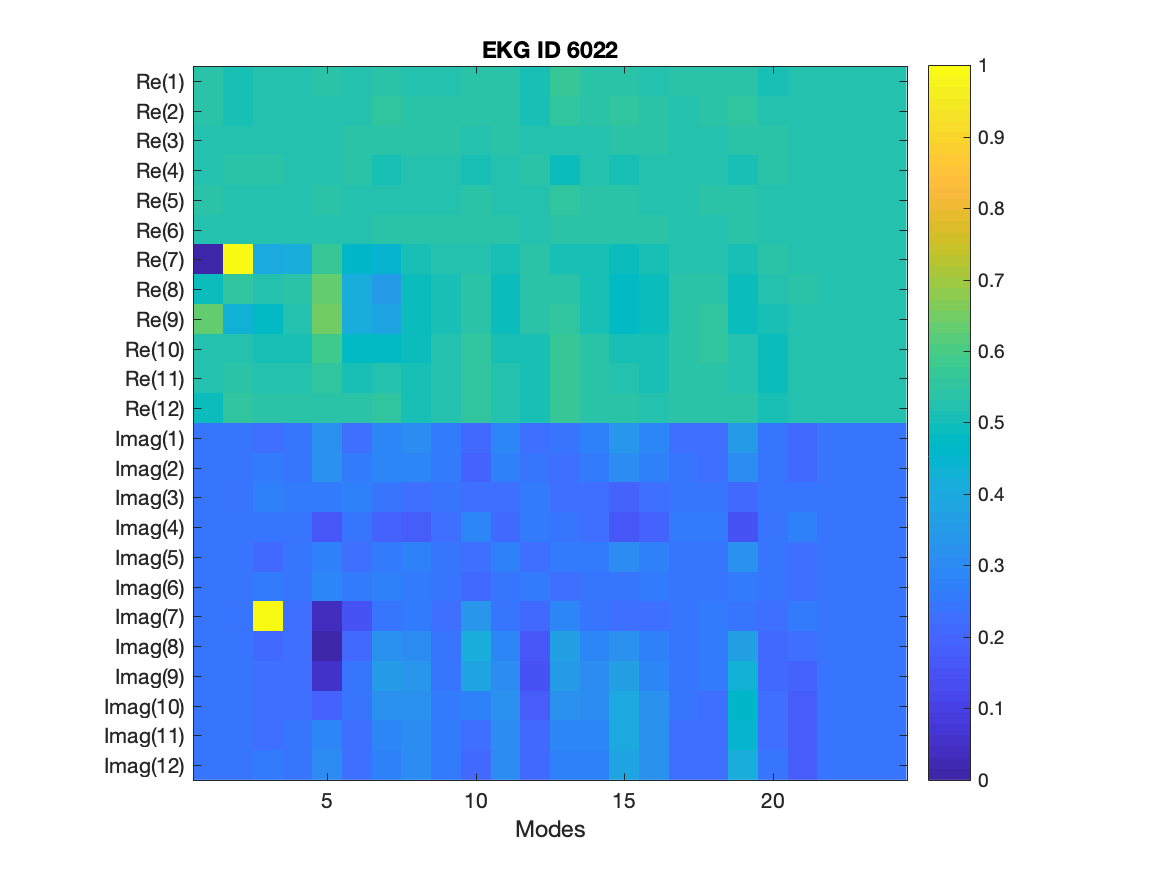 EKG ID 6022
Re(1)
Re(2)
Re(3)
Re(4)
Re(5)
Re(6)
Re(7)
Re(8)
Re(9)
Re(10)
Re(11)
Re(12)
Imag(1)
Imag(2)
Imag(3)
Imag(4)
Imag(5)
Imag(6)
Imag(7)
Imag(8)
Imag(9)
Imag(10)
Imag(11)
Imag(12)
5 10 15 20
Modes
1
0.9
0.8
0.7
0.6
0.5
0.4
0.3
0.2
0.1
0